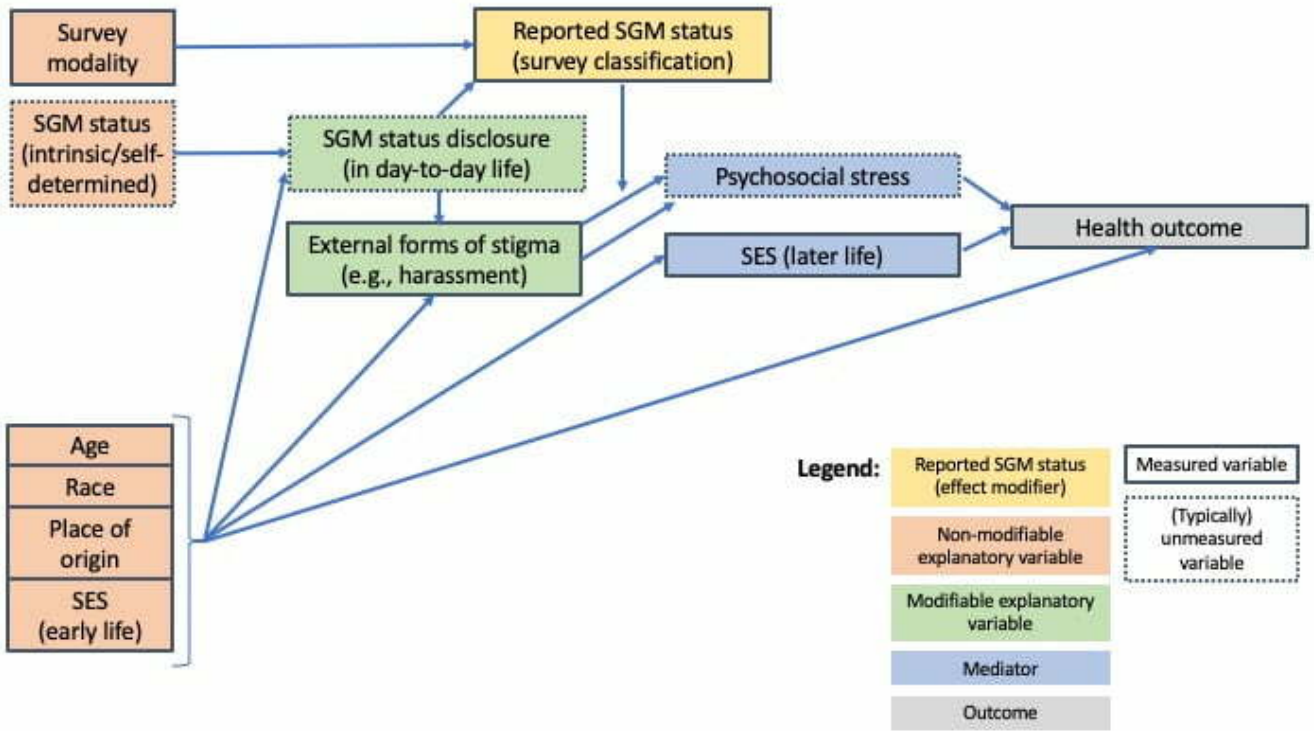 Survey
modality
Reported SGM status
(survey classification)
SGM status
(intrinsic/self-
determined)
SGM status disclosure
(in day-to-day life)
Psychosocial stress
External forms of stigma
(e.g., harassment)
SES (later life)
Health outcome
Age
Race
Place of
origin
SES
(early life)
Legend:
Reported SGM status
(effect modifier)
Non-modifiable
explanatory variable
Modifiable explanatory
variable
Mediator
Outcome
Measured variable
(Typically)
unmeasured
variable